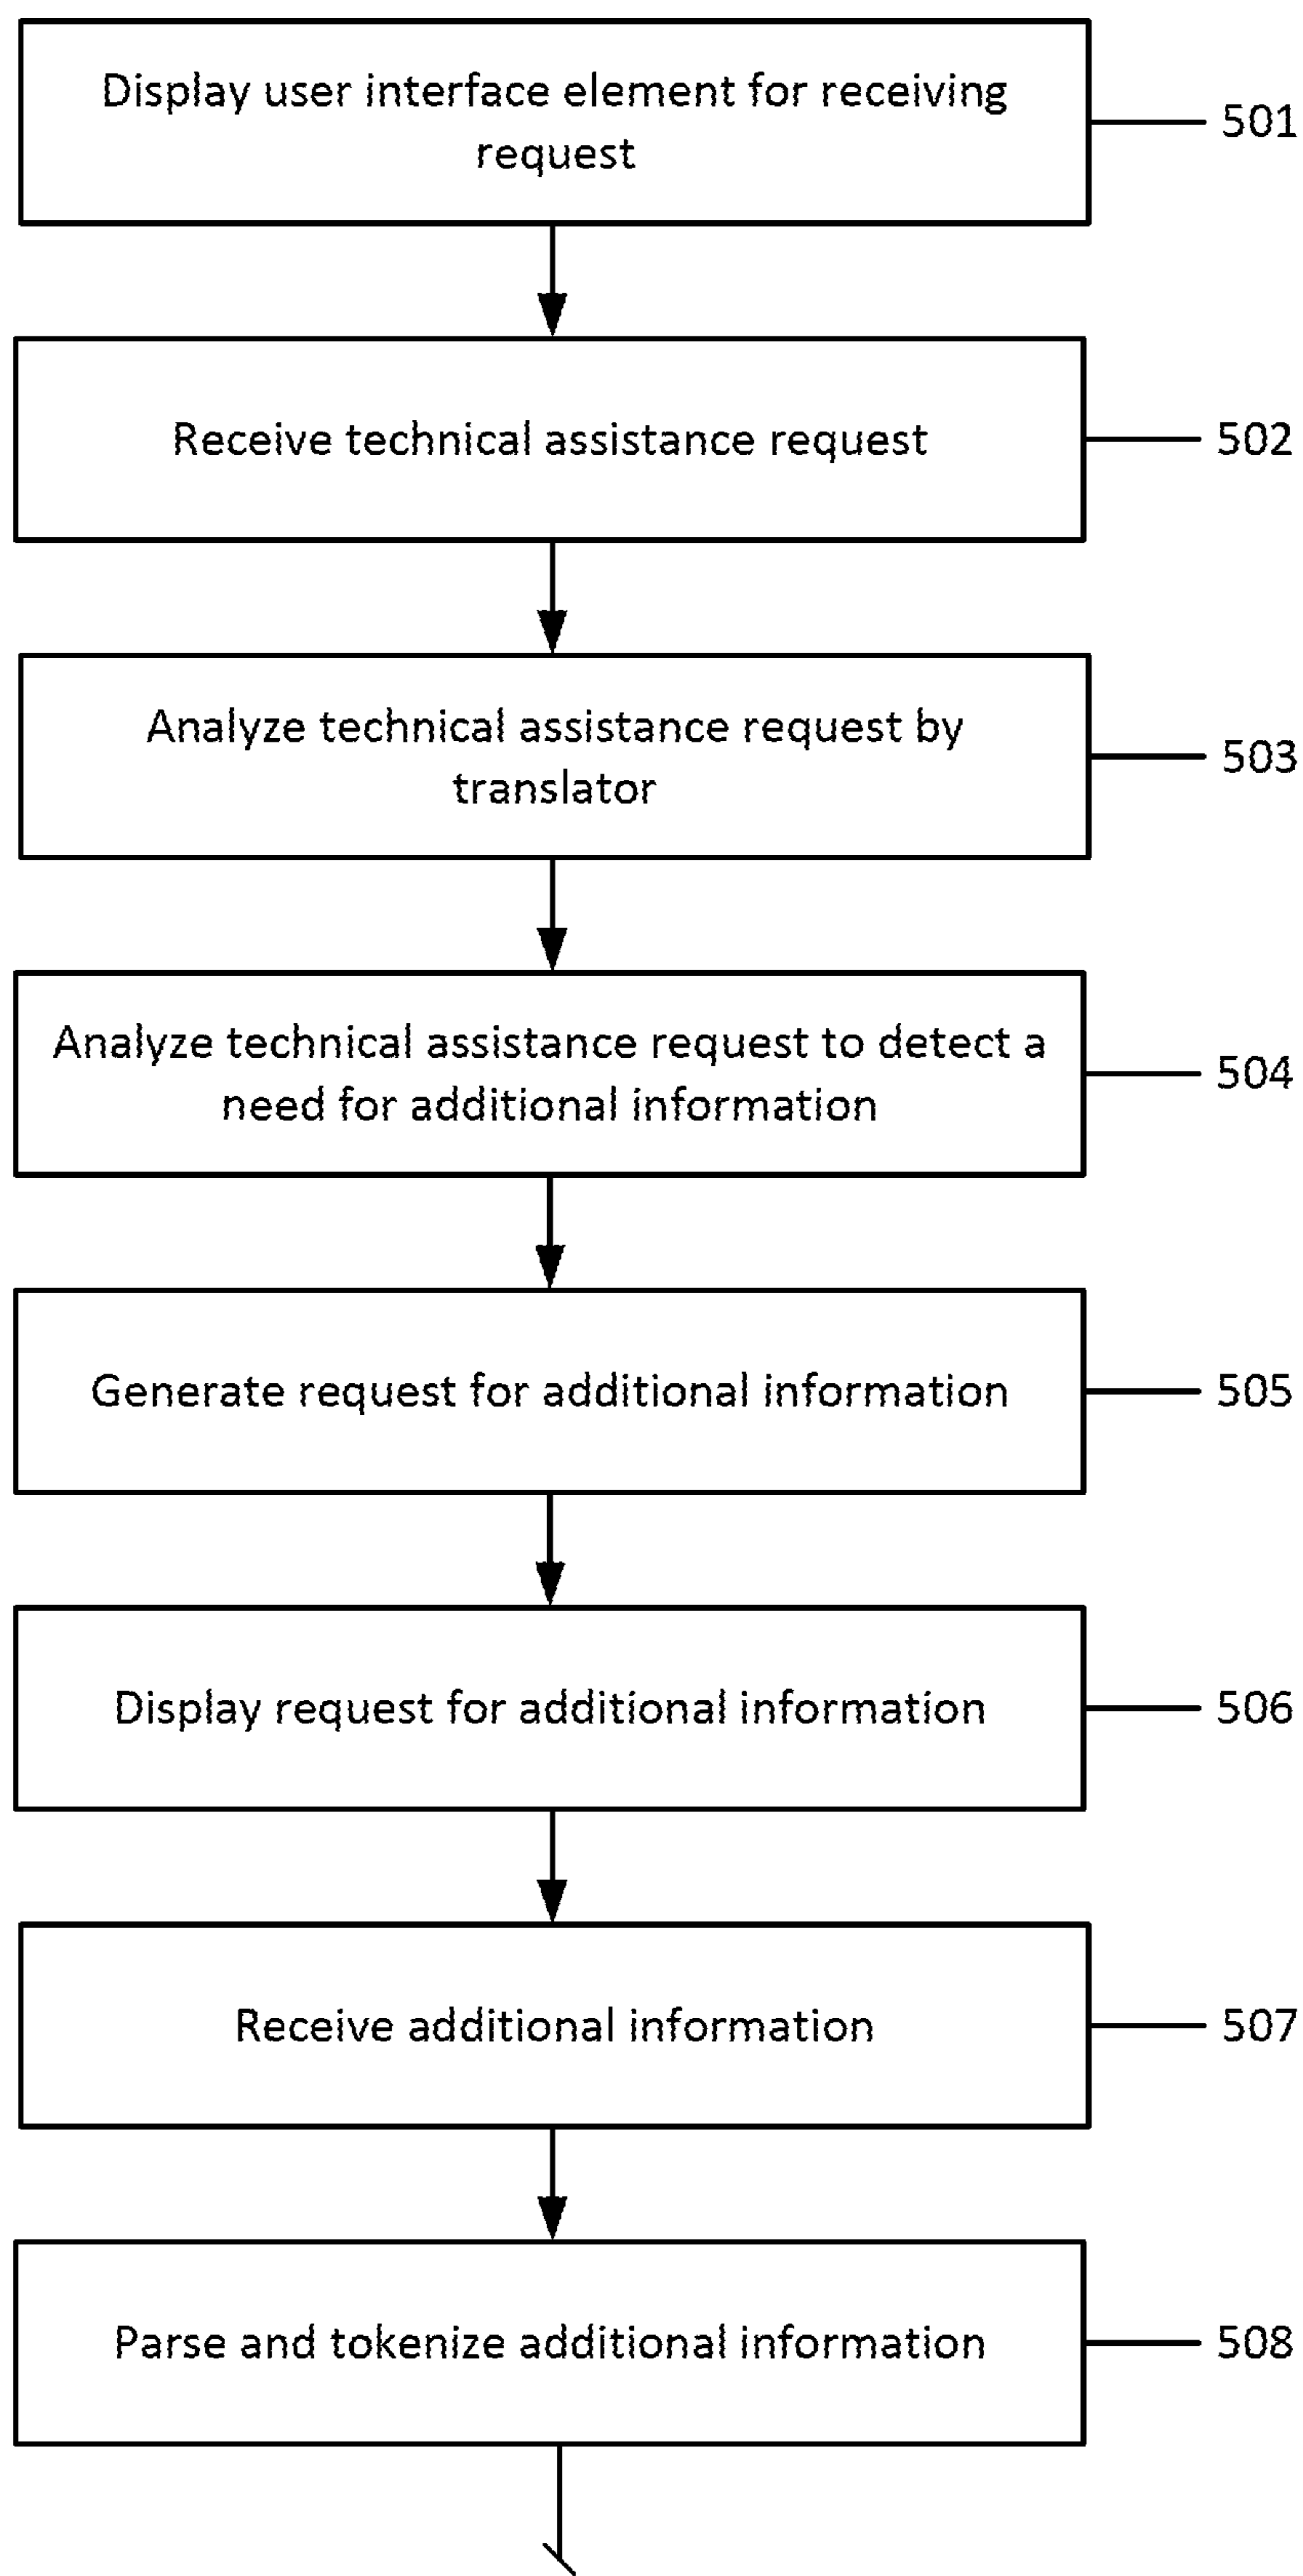 Display user interface element for receiving
request
501
Receive technical assistance request
502
Analyze technical assistance request by
translator
503
Analyze technical assistance request to detect a
need for additional information
504
Generate request for additional information
505
Display request for additional information
506
Receive additional information
507
Parse and tokenize additional information
508